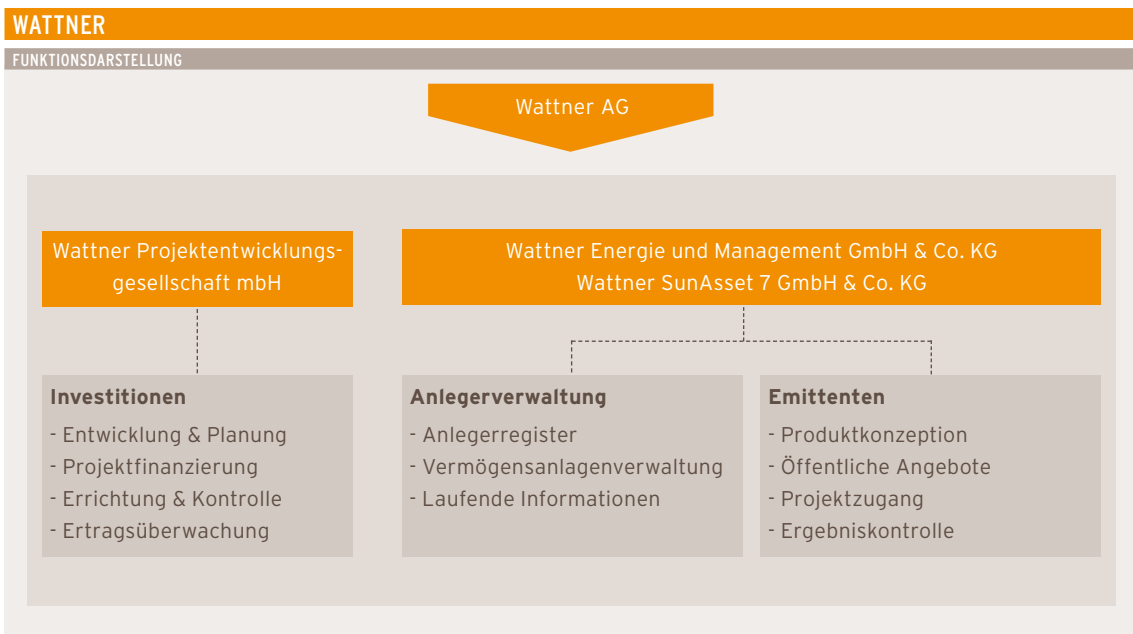 WATTNER
FUNKTIONSDARSTELLUNG
Wattner AG
Wattner Projektentwicklungs-
gesellschaft mbH
Wattner Energie und Management GmbH & Co. KG
Wattner SunAsset 7 GmbH & Co. KG
Investitionen
- Entwicklung & Planung
- Projektfinanzierung
- Errichtung & Kontrolle
- Ertragsüberwachung
Anlegerverwaltung
- Anlegerregister
- Vermögensanlagenverwaltung
- Laufende Informationen
Emittenten
- Produktkonzeption
- Öffentliche Angebote
- Projektzugang
- Ergebniskontrolle